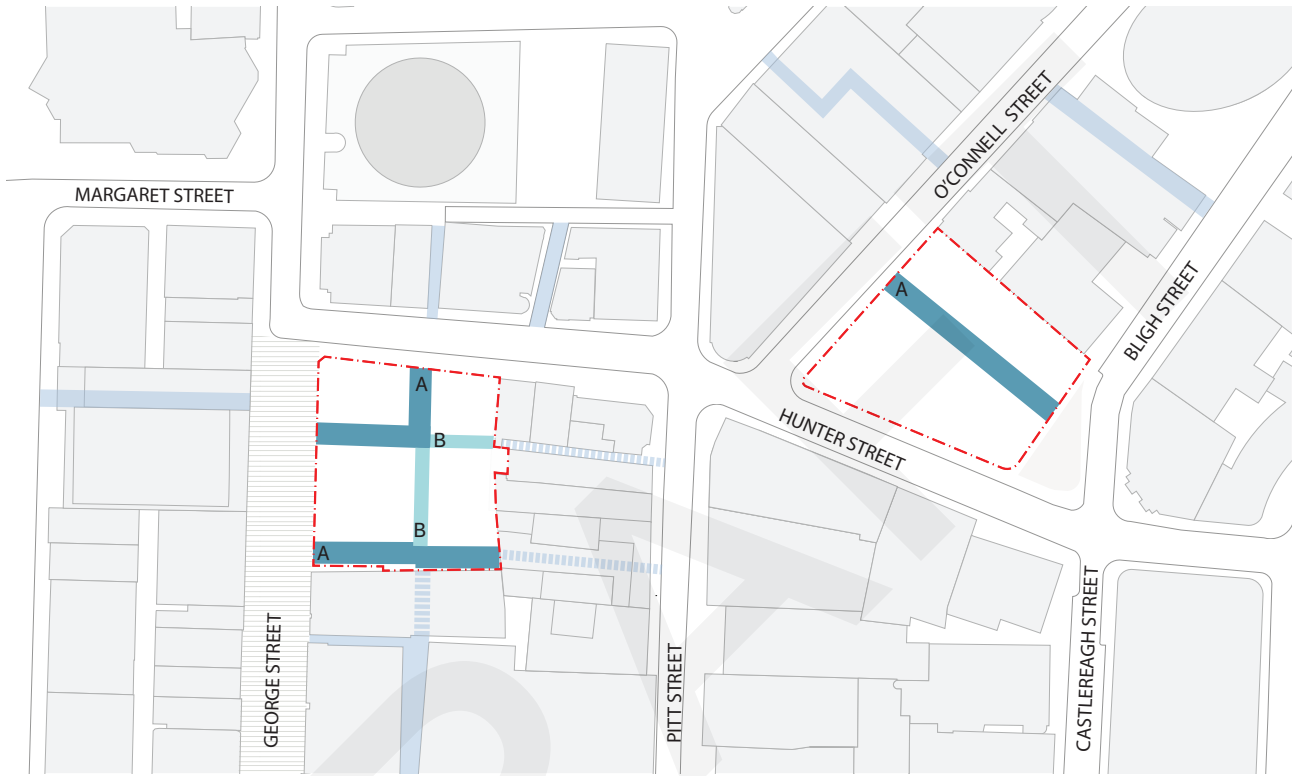 O'CONNELL STREET
MARGARET STREET
A
BLIGH STREET
A
B
HUNTER STREET
B
A
GEORGE STREET
PITT STREET
CASTLEREAGH STREET